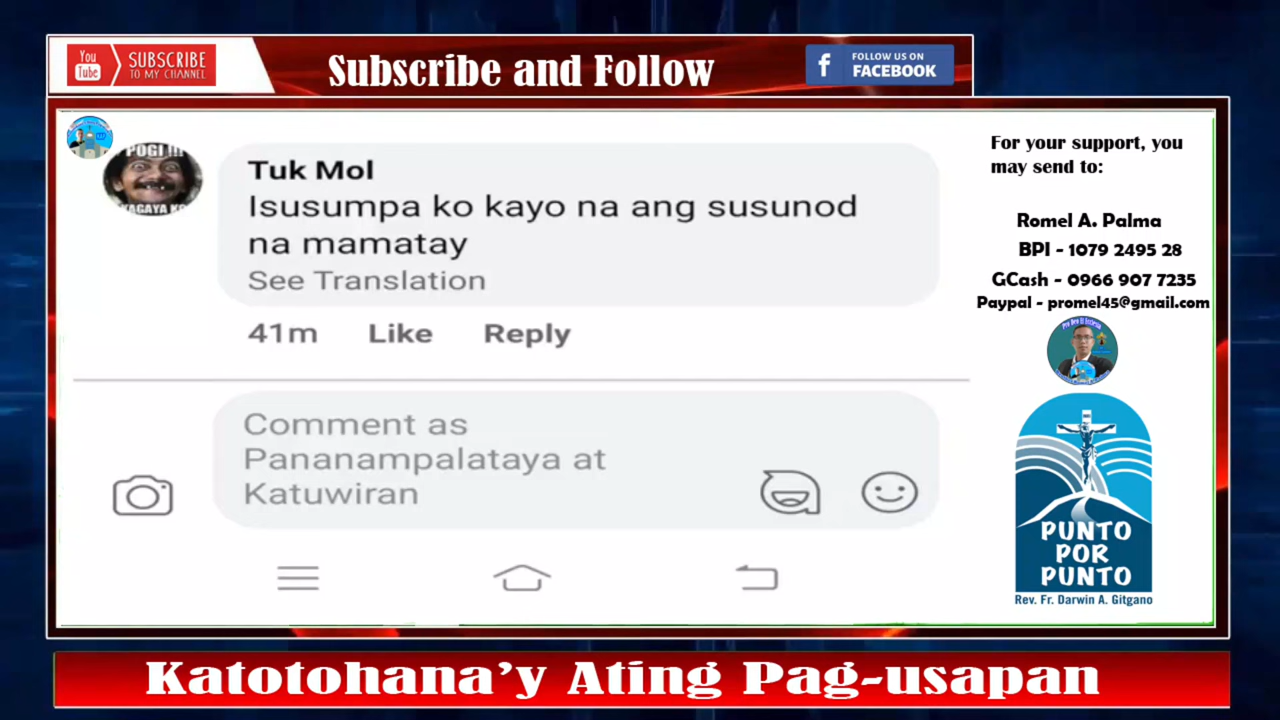 You Tube
SUBSCRIBE
TO MY CHANNEL
Subscribe and Follow
f
FOLLOW US ON
FACEBOOK
POGI !!!
KAGAYA KO
Tuk Mol
Isusumpa ko kayo na ang susunod
na mamatay
See Translation
41m Like Reply
Comment as
Pananampalataya at
Katuwiran
For your support, you
may send to:
Romel A. Palma
BPI - 1079 2495 28
GCash - 0966 907 7235
Paypal - promel45@gmail.com
PUNTO
POR
PUNTO
Rev. Fr. Darwin A. Gitgano
Katotohana'y Ating Pag-usapan